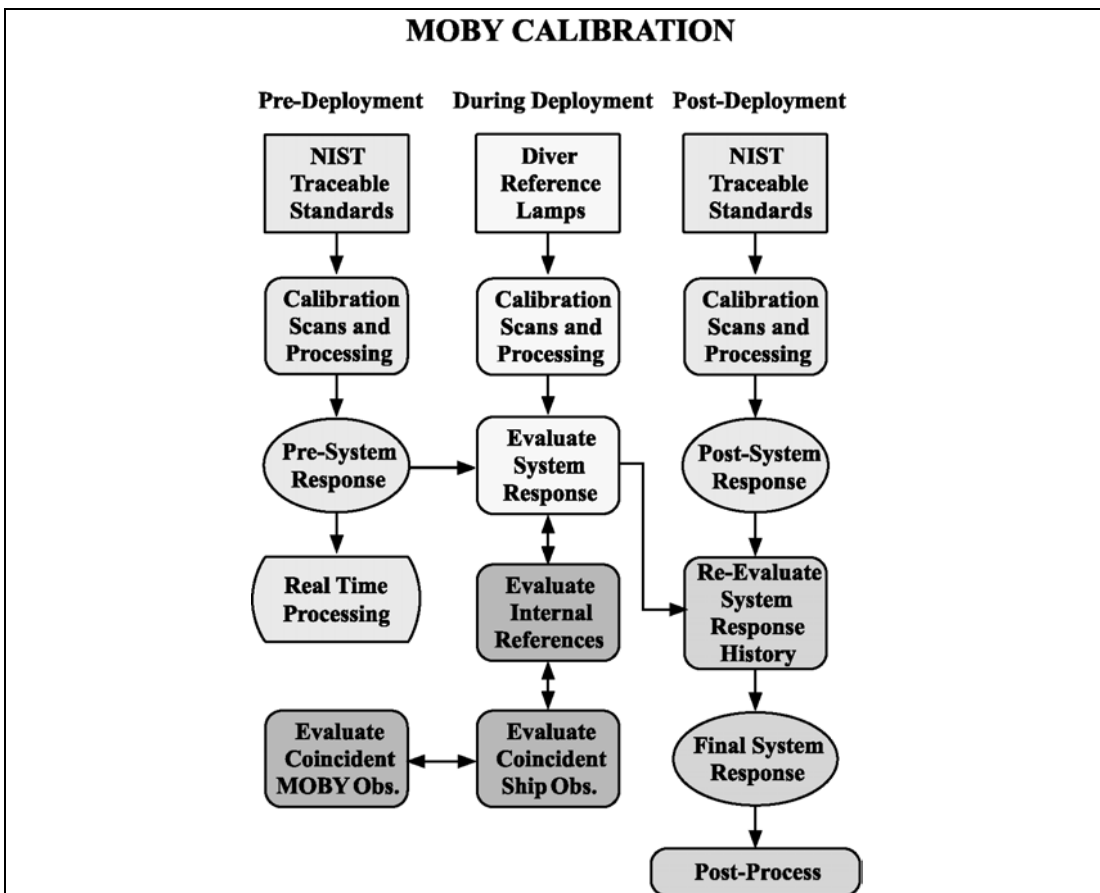 MOBY CALIBRATION
Pre-Deployment
During Deployment
Post-Deployment
NIST
Traceable
Standards
Diver
Reference
Lamps
NIST
Traceable
Standards
Calibration
Scans and
Processing
Calibration
Scans and
Processing
Calibration
Scans and
Processing
Pre-System
Response
Evaluate
System
Response
Post-System
Response
Real Time
Processing
Evaluate
Internal
References
Re-Evaluate
System
Response
History
Evaluate
Coincident
MOBY Obs.
Evaluate
Coincident
Ship Obs.
Final System
Response
Post-Process